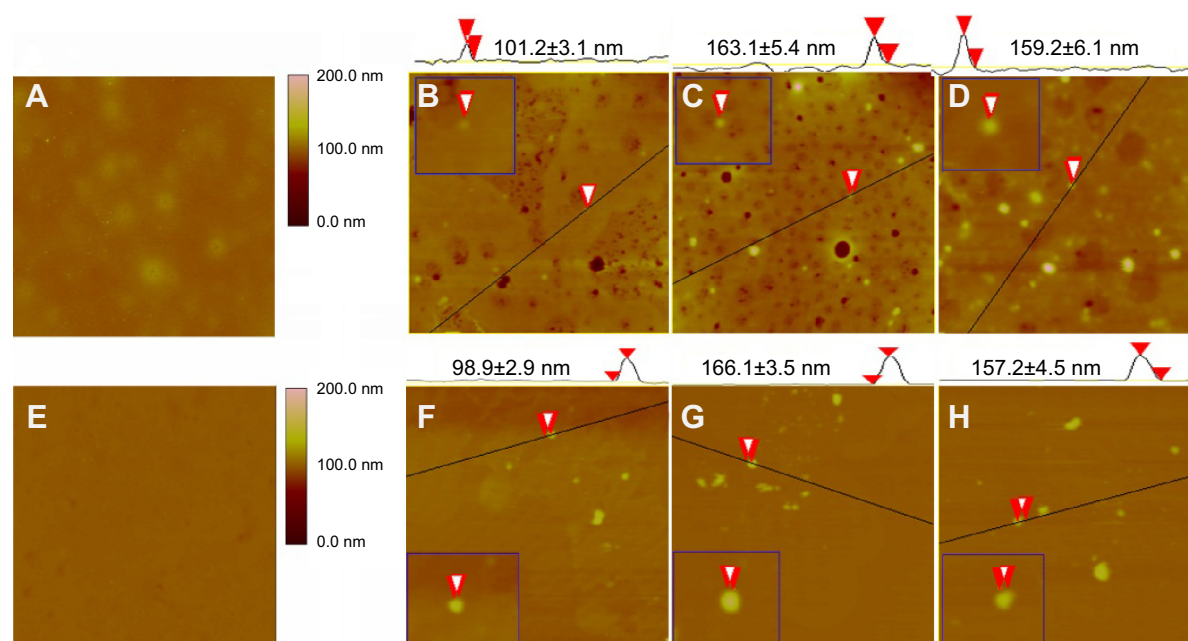 101.2±3.1 nm
163.1±5.4 nm
159.2±6.1 nm
A
200.0 nm
100.0 nm
0.0 nm
B
C
D
98.9±2.9 nm
166.1±3.5 nm
157.2±4.5 nm
E
200.0 nm
100.0 nm
0.0 nm
F
G
H